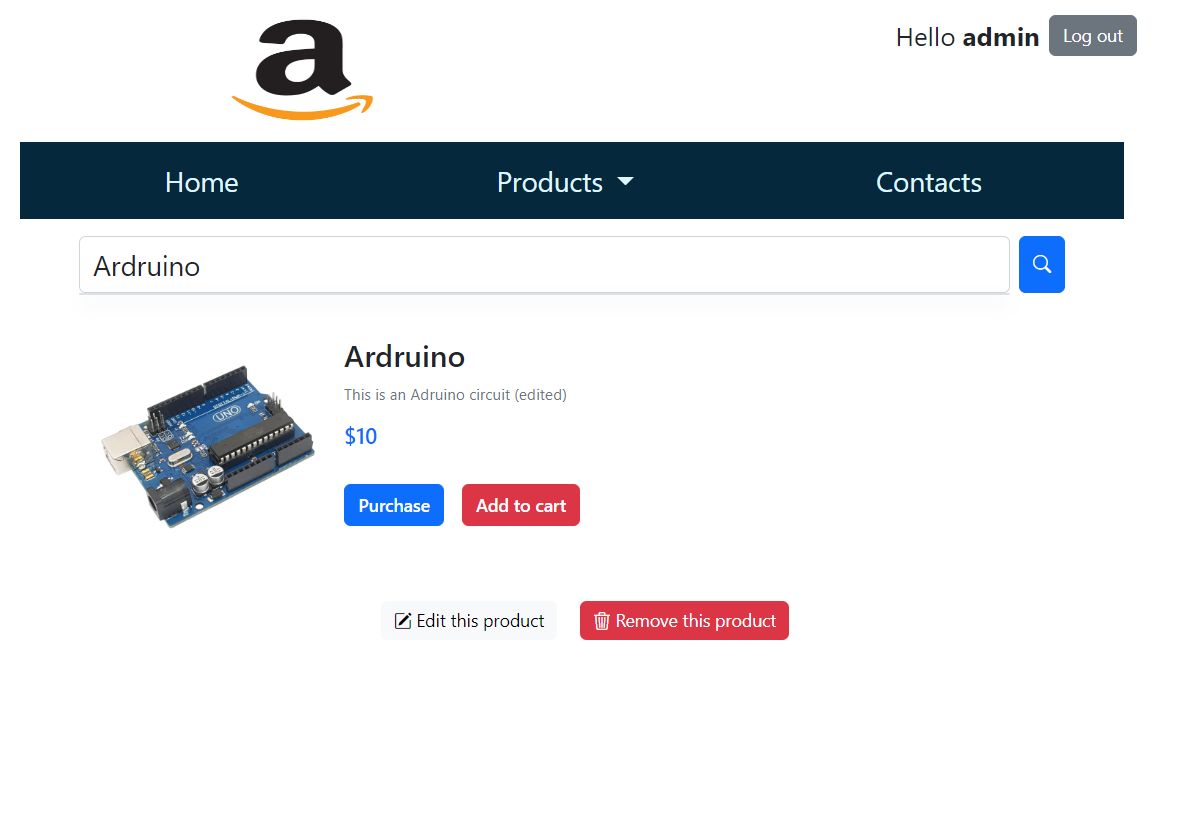 a
Hello admin
Log out
Home
Products
Contacts
Ardruino
Ardruino
This is an Adruino circuit (edited)
$10
UNO
Purchase
Add to cart
Edit this product
Remove this product